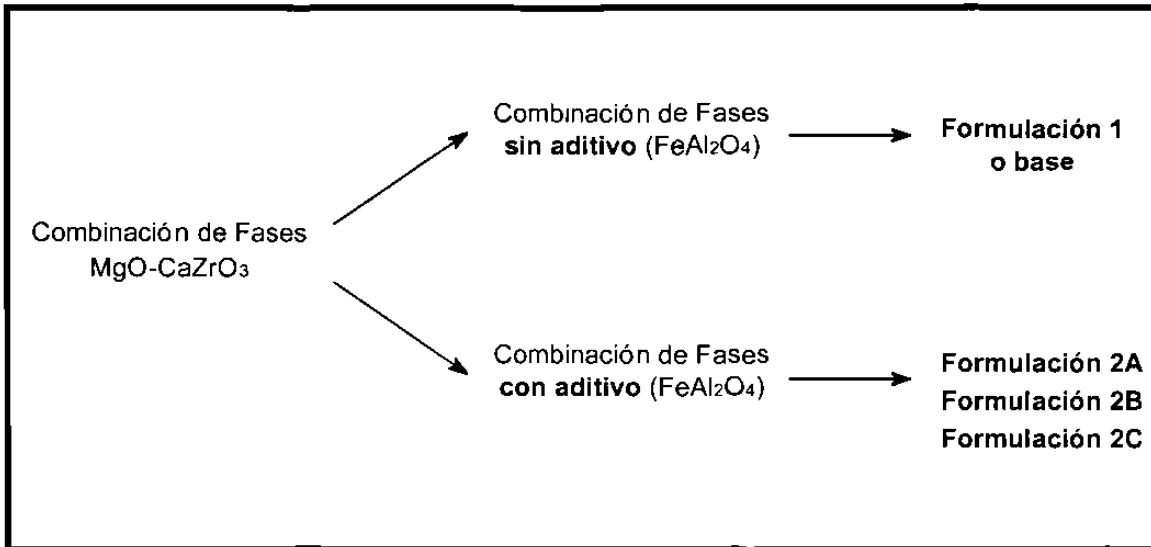 Combinación de Fases
sin aditivo (FeAl₂O₄)
Formulación 1
o base
Combinación de Fases
MgO-CaZrO₃
Combinación de Fases
con aditivo (FeAl₂O₄)
Formulación 2A
Formulación 2B
Formulación 2C